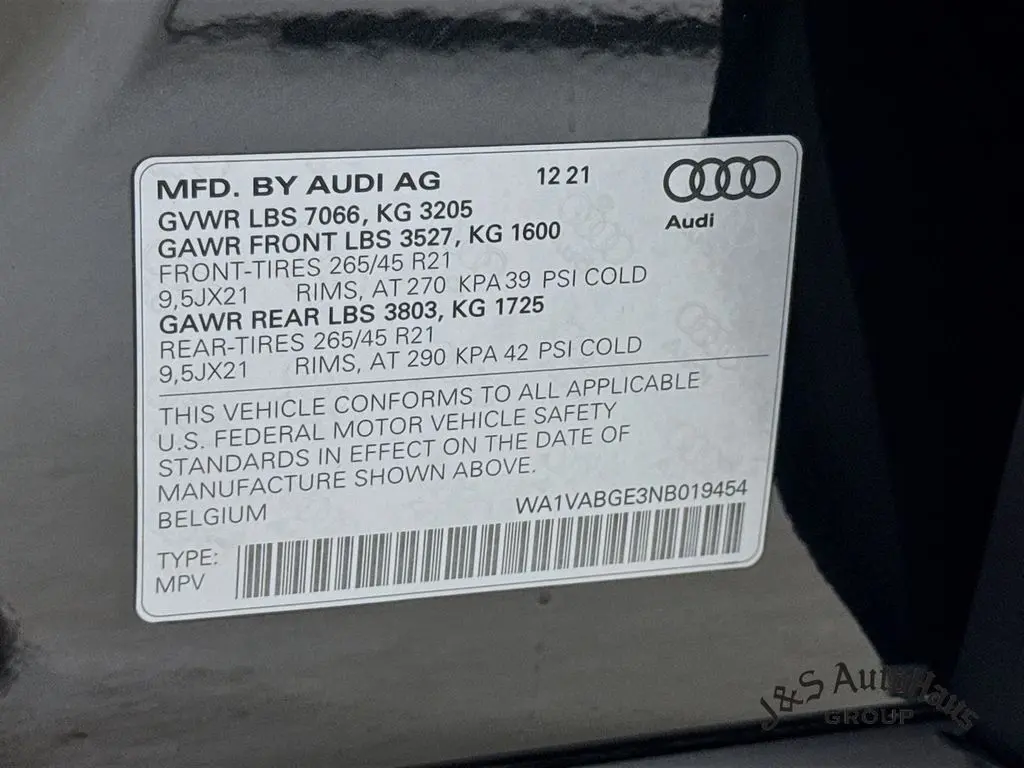 MFD. BY AUDI AG 12 21
GVWR LBS 7066, KG 3205
Audi
GAWR FRONT LBS 3527, KG 1600
FRONT-TIRES 265/45 R21
9,5JX21 RIMS, AT 270 KPA 39 PSI COLD
GAWR REAR LBS 3803, KG 1725
REAR-TIRES 265/45 R21
9,5JX21 RIMS, AT 290 KPA 42 PSI COLD
THIS VEHICLE CONFORMS TO ALL APPLICABLE
U.S. FEDERAL MOTOR VEHICLE SAFETY
STANDARDS IN EFFECT ON THE DATE OF
MANUFACTURE SHOWN ABOVE.
BELGIUM WA1VABGE3NB019454
TYPE:
MPV
J&S AutoHaus
GROUP